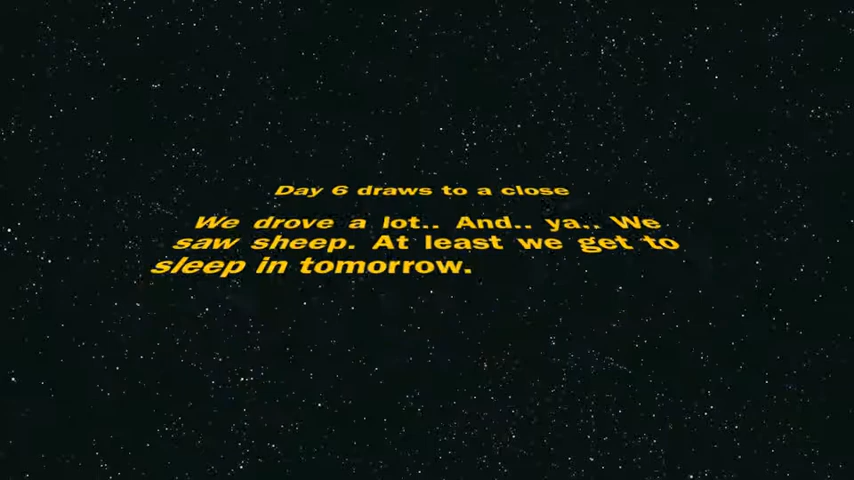 Day 6 draws to a close
We drove a lot.. And.. ya.. We
saw sheep. At least we get to
sleep in tomorrow.